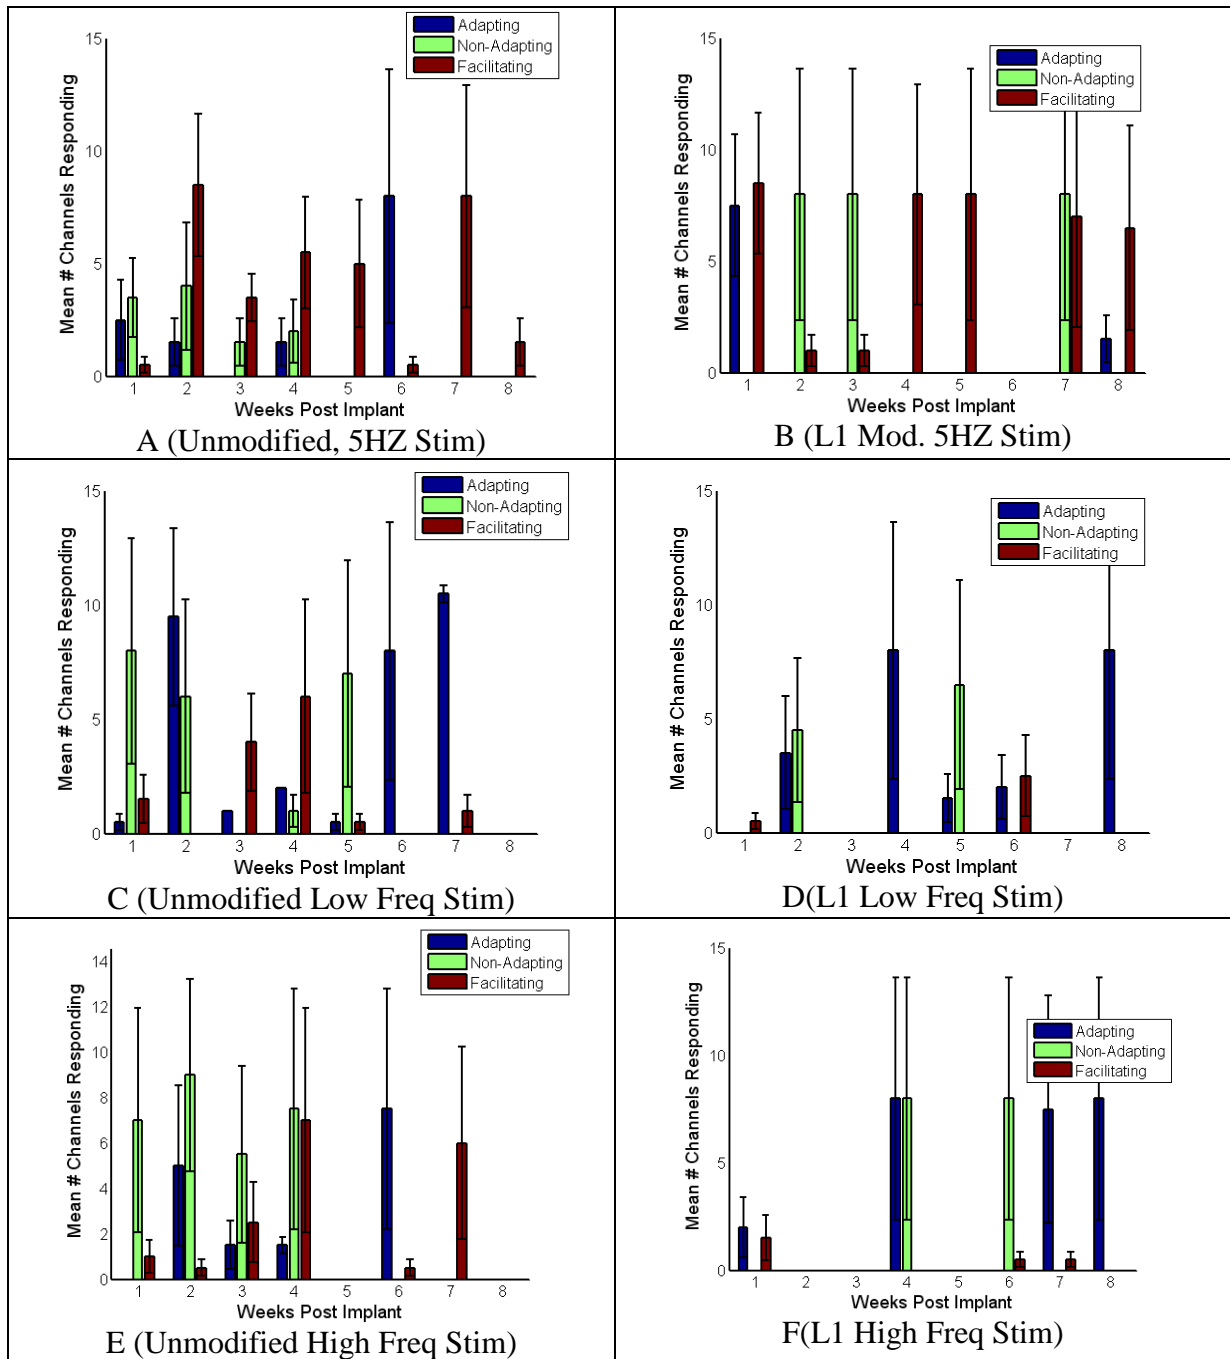 Adapting
Non-Adapting
Facilitating
15
10
5
0
Mean # Channels Responding
1 2 3 4 5 6 7 8
Weeks Post Implant
A (Unmodified, 5HZ Stim)
Adapting
Non-Adapting
Facilitating
15
10
5
0
Mean # Channels Responding
1 2 3 4 5 6 7 8
Weeks Post Implant
B (L1 Mod. 5HZ Stim)
Adapting
Non-Adapting
Facilitating
15
10
5
0
Mean # Channels Responding
1 2 3 4 5 6 7 8
Weeks Post Implant
C (Unmodified Low Freq Stim)
Adapting
Non-Adapting
Facilitating
15
10
5
0
Mean # Channels Responding
1 2 3 4 5 6 7 8
Weeks Post Implant
D(L1 Low Freq Stim)
Adapting
Non-Adapting
Facilitating
14
12
10
8
6
4
2
0
Mean # Channels Responding
1 2 3 4 5 6 7 8
Weeks Post Implant
E (Unmodified High Freq Stim)
Adapting
Non-Adapting
Facilitating
15
10
5
0
Mean # Channels Responding
1 2 3 4 5 6 7 8
Weeks Post Implant
F(L1 High Freq Stim)